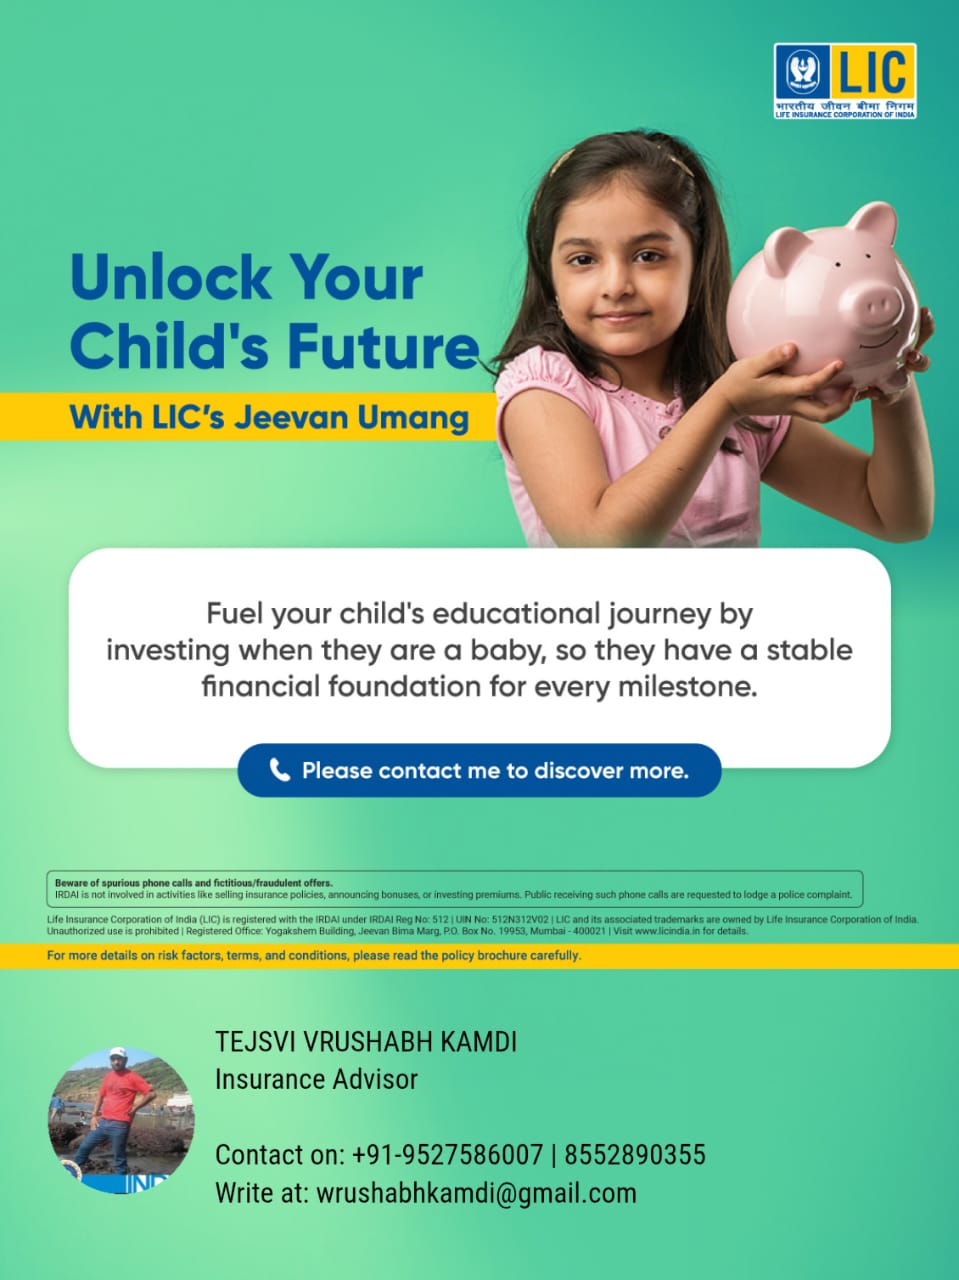 LIC
भारतीय जीवन बीमा निगम
LIFE INSURANCE CORPORATION OF INDIA
Unlock Your
Child's Future
With LIC’s Jeevan Umang
Fuel your child's educational journey by
investing when they are a baby, so they have a stable
financial foundation for every milestone.
Please contact me to discover more.
Beware of spurious phone calls and fictitious/fraudulent offers.
IRDAI is not involved in activities like selling insurance policies, announcing bonuses, or investing premiums. Public receiving such phone calls are requested to lodge a police complaint.
Life Insurance Corporation of India (LIC) is registered with the IRDAI under IRDAI Reg No: 512 | UIN No: 512N312V02 | LIC and its associated trademarks are owned by Life Insurance Corporation of India.
Unauthorized use is prohibited | Registered Office: Yogakshem Building, Jeevan Bima Marg, P.O. Box No. 19953, Mumbai - 400021 | Visit www.licindia.in for details.
For more details on risk factors, terms, and conditions, please read the policy brochure carefully.
TEJSVI VRUSHABH KAMDI
Insurance Advisor
Contact on: +91-9527586007 | 8552890355
Write at: wrushabhkamdi@gmail.com